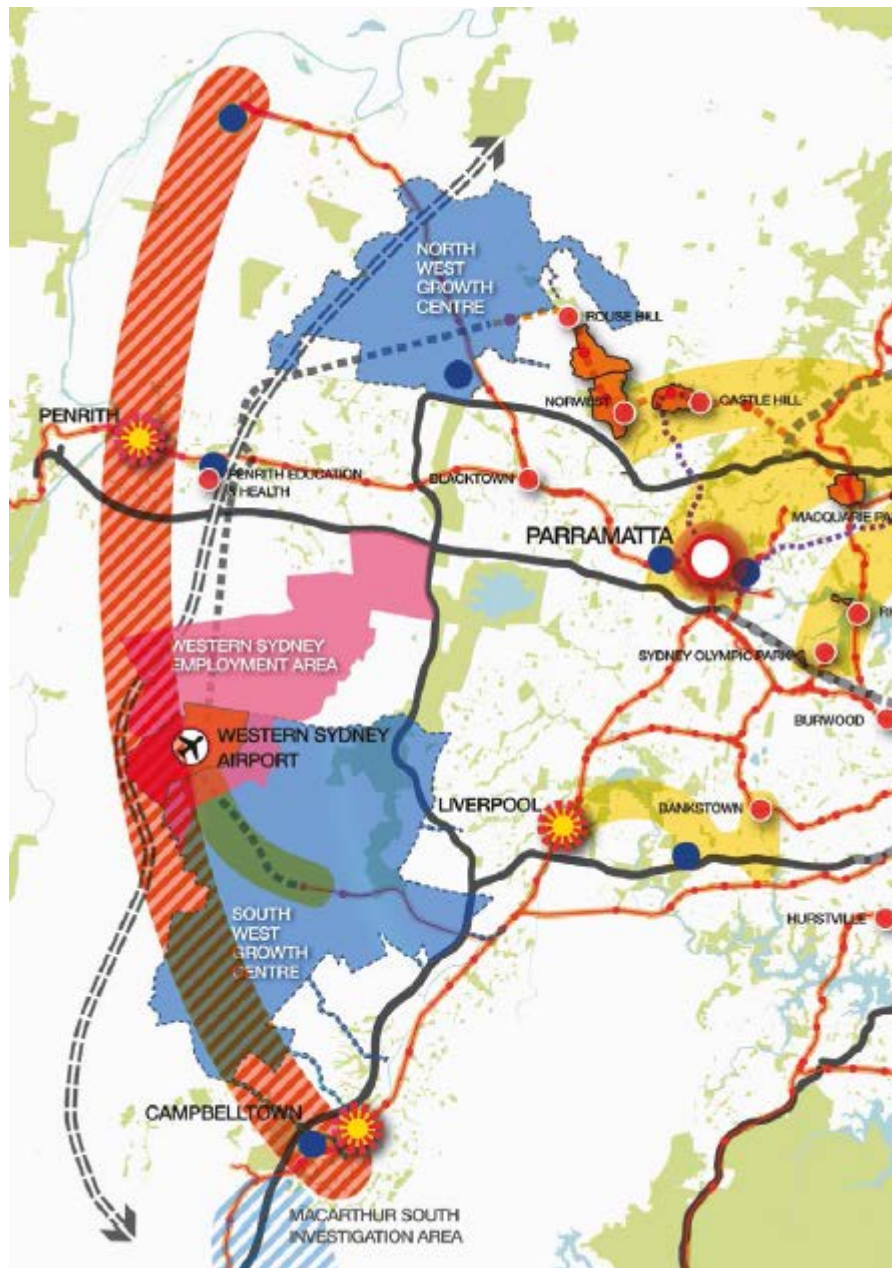 NORTH
WEST
GROWTH
CENTRE
ROUSE HILL
NORWEST
CASTLE HILL
PENRITH
PENRITH EDUCATION
& HEALTH
BLACKTOWN
MACQUARIE PA
PARRAMATTA
WESTERN SYDNEY
EMPLOYMENT AREA
SYDNEY OLYMPIC PARK
BURWOOD
WESTERN SYDNEY
AIRPORT
LIVERPOOL
BANKSTOWN
SOUTH
WEST
GROWTH
CENTRE
HURSTVILLE
CAMPBELLTOWN
MACARTHUR SOUTH
INVESTIGATION AREA